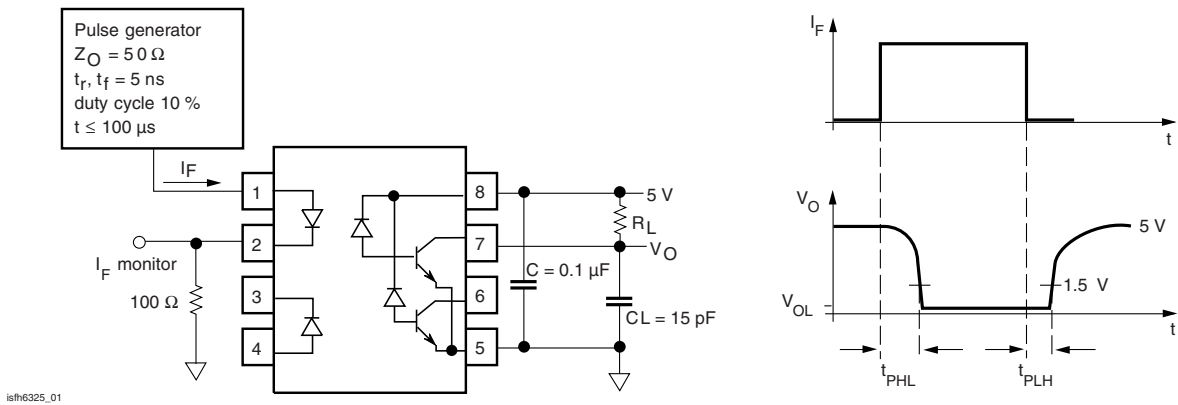 Pulse generator
ZO = 50 Ω
tr, tf = 5 ns
duty cycle 10 %
t ≤ 100 µs
IF
1
2
3
4
8
7
6
5
IF monitor
100 Ω
5 V
RL
VO
C = 0.1 µF
CL = 15 pF
isfh6325_01
IF
t
VO
5 V
1.5 V
VOL
t
tPHL
tPLH